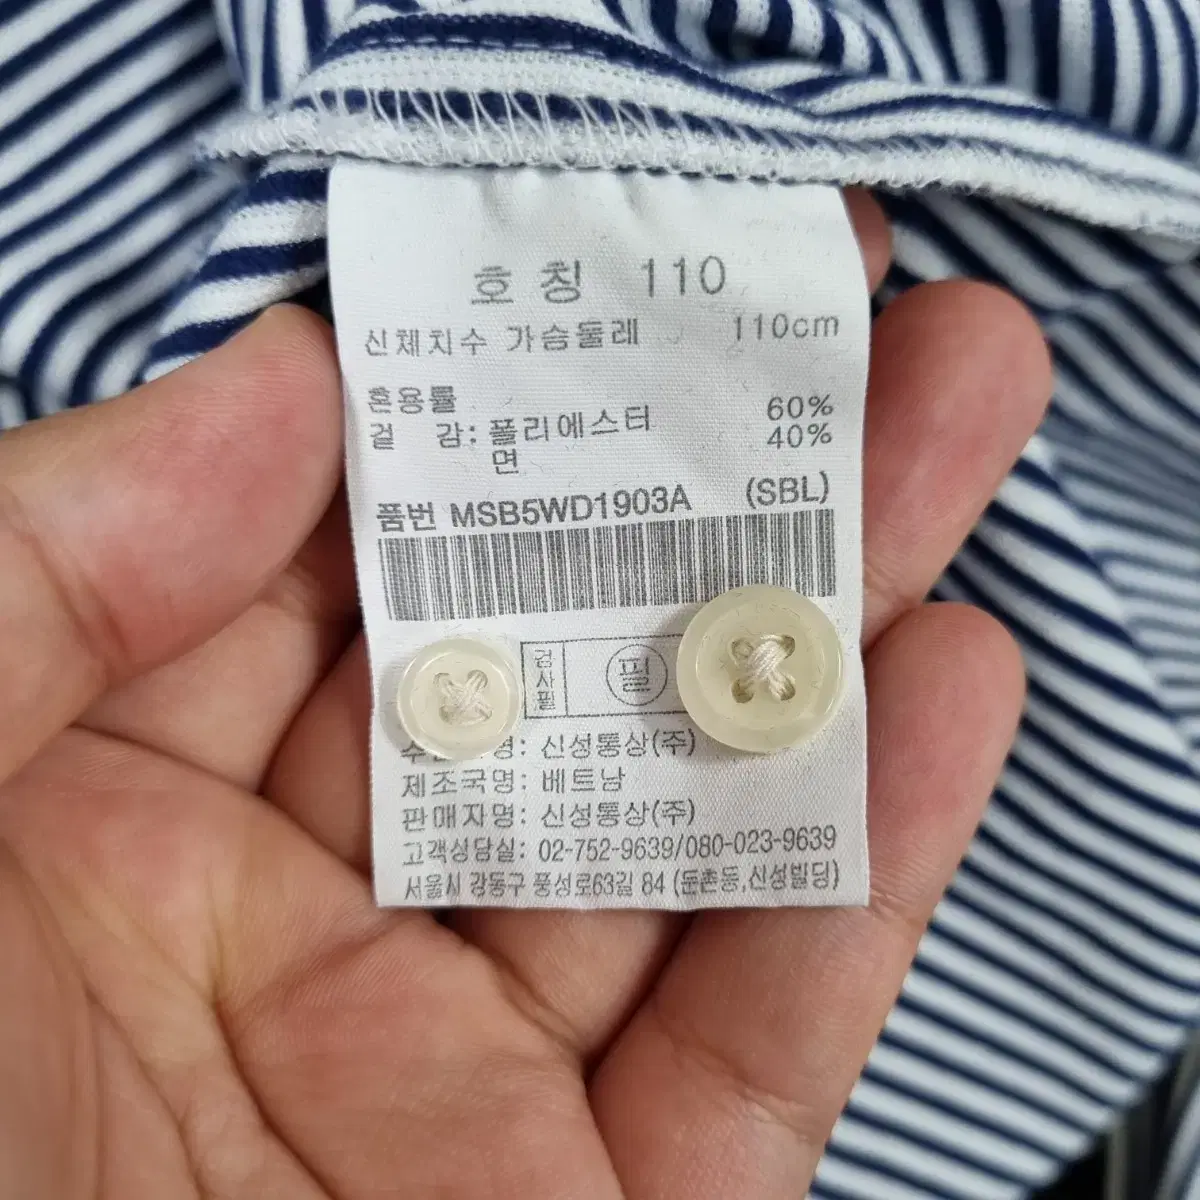 호칭 110
신체치수 가슴둘레 110cm
혼용률
겉 감: 폴리에스터 60%
면 40%
품번 MSB5WD1903A (SBL)
검사필 필
명: 신성통상(주)
제조국명: 베트남
판매자명: 신성통상(주)
고객상담실: 02-752-9639/080-023-9639
서울시 강동구 풍성로63길 84 (둔촌동,신성빌딩)